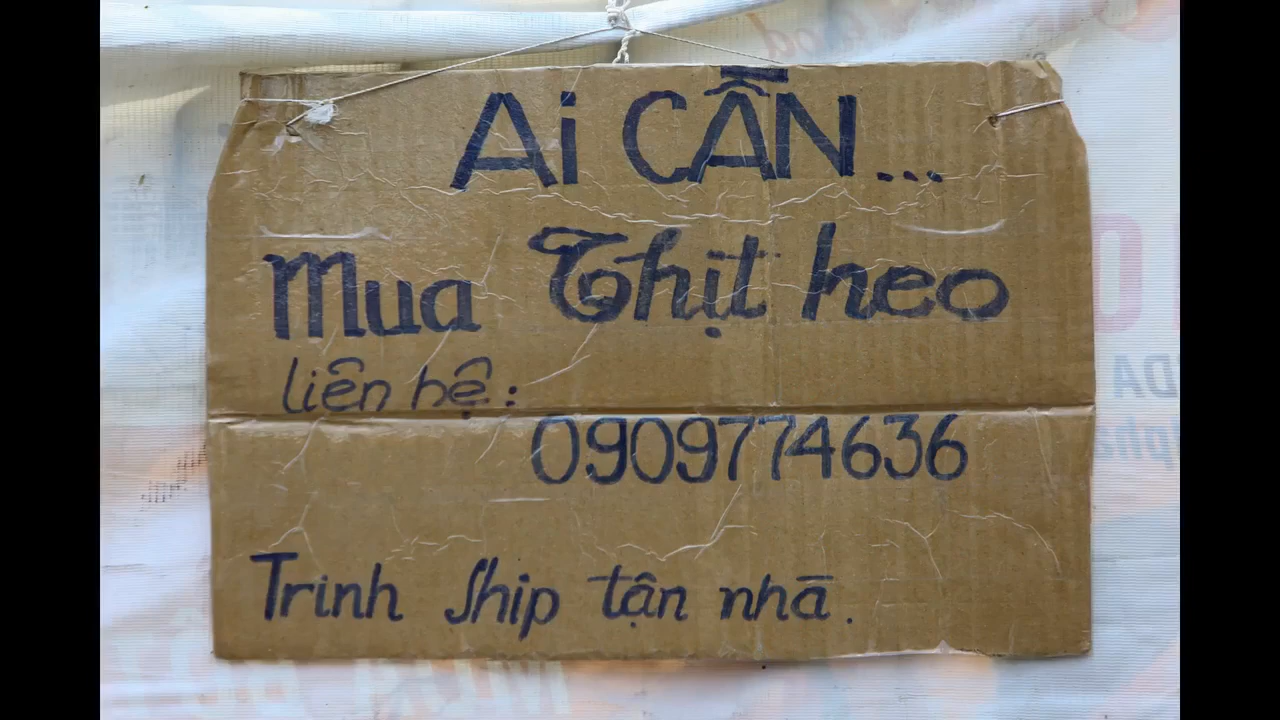 Ai CẦN...
Mua Thịt heo
liên hệ:
0909774636
Trinh Ship tận nhà.